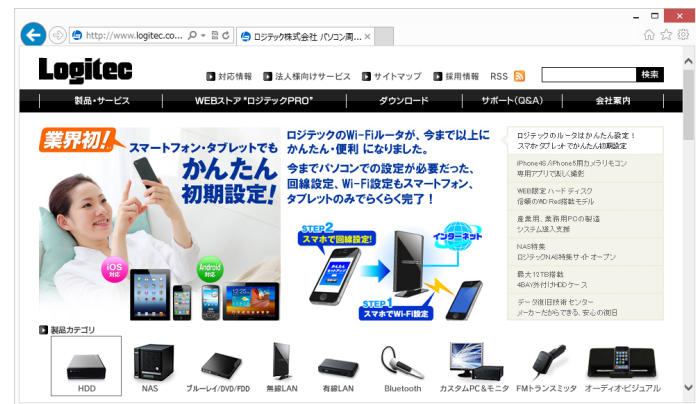 http://www.logitec.co...
ロジテック株式会社 パソコン周...
Logitec
対応情報 法人様向けサービス サイトマップ 採用情報 RSS 検索
製品・サービス WEBストア "ロジテックPRO" ダウンロード サポート(Q&A) 会社案内
業界初!
スマートフォン・タブレットでも
かんたん
初期設定!
iOS
対応
Android
対応
ロジテックのWi-Fiルータが、今まで以上に
かんたん・便利 になりました。
今までパソコンでの設定が必要だった、
回線設定、Wi-Fi設定もスマートフォン、
タブレットのみでらくらく完了!
STEP2
スマホで回線設定!
インターネット
かんたん
セットアップ
STEP1
スマホでWi-Fi設定
ロジテックのルータはかんたん設定!
スマホ・タブレットでかんたん初期設定
iPhone4S/iPhone5用カメラリモコン
専用アプリで楽しく撮影
WEB限定 ハードディスク
信頼のWD Red搭載モデル
産業用、業務用PCの製造
システム導入支援
NAS特集
ロジテックNAS特集サイトオープン
最大12TB搭載
4BAY外付けHDDケース
データ復旧技術センター
メーカーだからできる、安心の復旧
製品カテゴリ
HDD NAS ブルーレイ/DVD/FDD 無線LAN 有線LAN Bluetooth カスタムPC&モニタ FMトランスミッタ オーディオ・ビジュアル